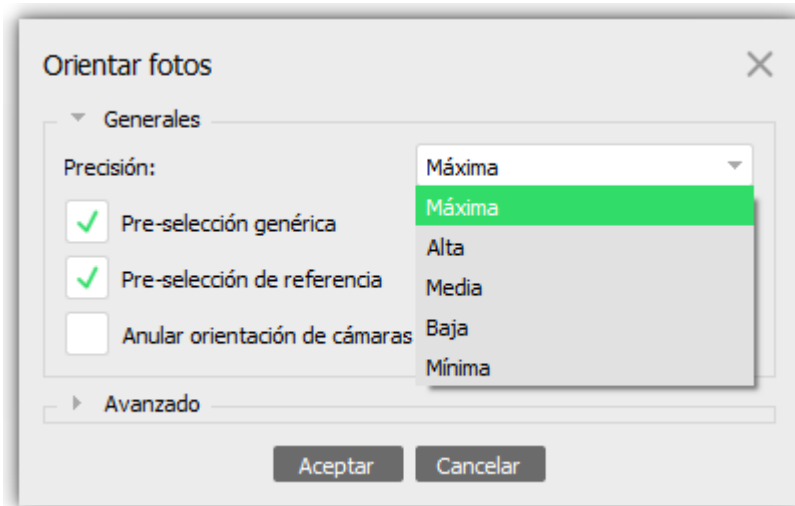 Orientar fotos
Generales
Precisión:
Máxima
Máxima
Pre-selección genérica
Alta
Pre-selección de referencia
Media
Anular orientación de cámaras
Baja
Mínima
Avanzado
Aceptar
Cancelar